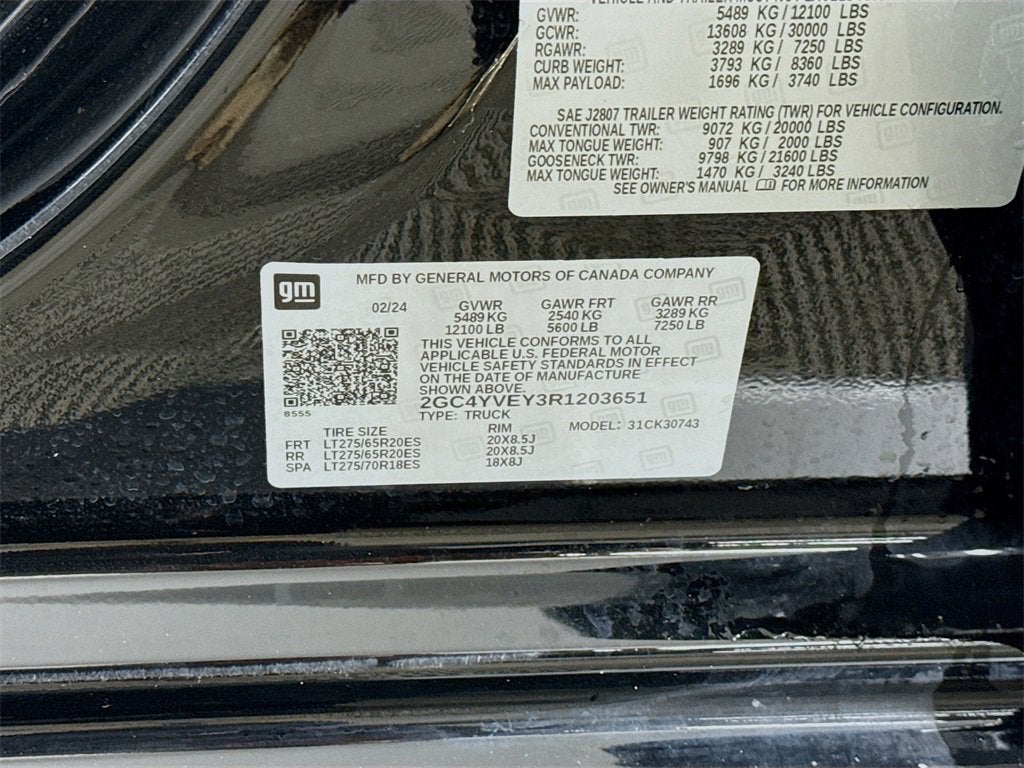 GVWR: 5489 KG / 12100 LBS
GCWR: 13608 KG / 30000 LBS
RGAWR: 3289 KG / 7250 LBS
CURB WEIGHT: 3793 KG / 8360 LBS
MAX PAYLOAD: 1696 KG / 3740 LBS
SAE J2807 TRAILER WEIGHT RATING (TWR) FOR VEHICLE CONFIGURATION.
CONVENTIONAL TWR: 9072 KG / 20000 LBS
MAX TONGUE WEIGHT: 907 KG / 2000 LBS
GOOSENECK TWR: 9798 KG / 21600 LBS
MAX TONGUE WEIGHT: 1470 KG / 3240 LBS
SEE OWNER'S MANUAL FOR MORE INFORMATION
gm
MFD BY GENERAL MOTORS OF CANADA COMPANY
02/24 GVWR GAWR FRT GAWR RR
5489 KG 2540 KG 3289 KG
12100 LB 5600 LB 7250 LB
THIS VEHICLE CONFORMS TO ALL
APPLICABLE U.S. FEDERAL MOTOR
VEHICLE SAFETY STANDARDS IN EFFECT
ON THE DATE OF MANUFACTURE
SHOWN ABOVE.
2GC4YVEY3R1203651
8555
TYPE: TRUCK MODEL: 31CK30743
TIRE SIZE RIM
FRT LT275/65R20ES 20X8.5J
RR LT275/65R20ES 20X8.5J
SPA LT275/70R18ES 18X8J